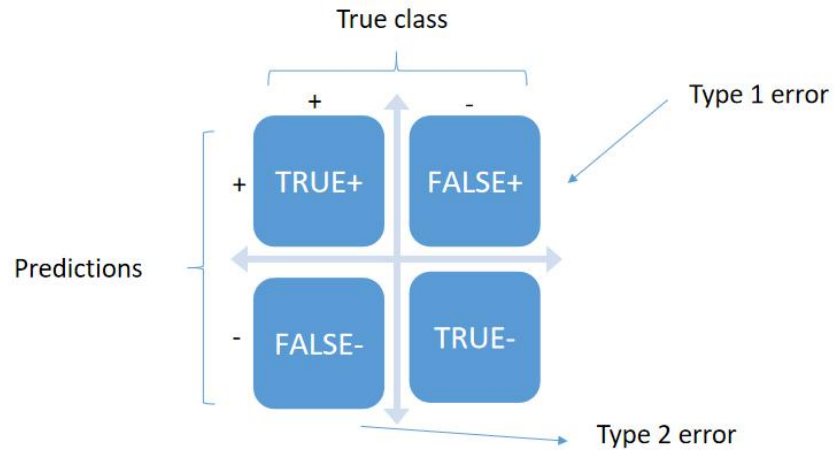 True class
+ -
Type 1 error
+ TRUE+ FALSE+
Predictions
- FALSE- TRUE-
Type 2 error